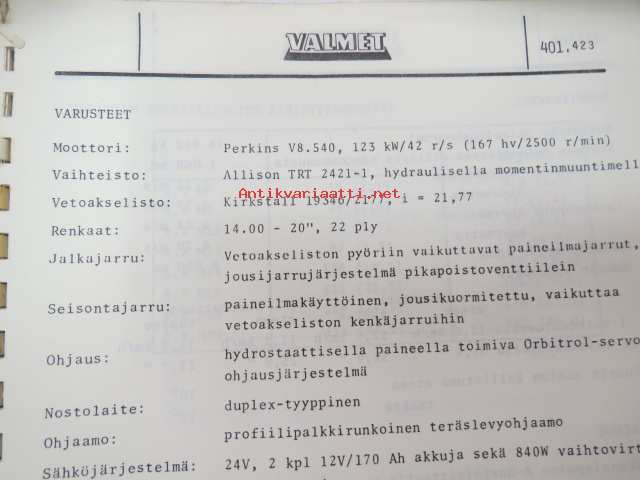 VALMET
401.423
VARUSTEET
Moottori: Perkins V8.540, 123 kW/42 r/s (167 hv/2500 r/min)
Vaihteisto: Allison TRT 2421-1, hydraulisella momentinmuuntimell
Antikvariaatti.net
Vetoakselisto: Kirkstall 19346/2177, i = 21,77
Renkaat: 14.00 - 20", 22 ply
Jalkajarru: Vetoakseliston pyöriin vaikuttavat paineilmajarrut,
jousijarrujärjestelmä pikapoistoventtiilein
Seisontajarru: paineilmakäyttöinen, jousikuormitettu, vaikuttaa
vetoakseliston kenkäjarruihin
Ohjaus: hydrostaattisella paineella toimiva Orbitrol-servo
ohjausjärjestelmä
Nostolaite: duplex-tyyppinen
Ohjaamo: profiilipalkkirunkoinen teräslevyohjaamo
Sähköjärjestelmä: 24V, 2 kpl 12V/170 Ah akkuja sekä 840W vaihtovirt